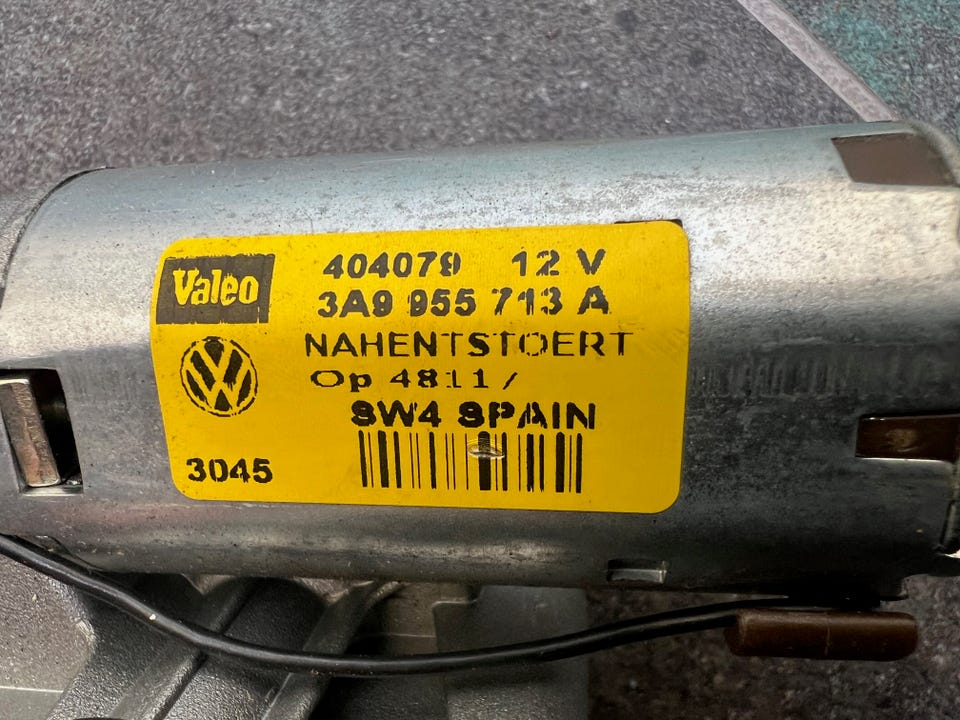 Valeo
404079 12 V
3A9 955 713 A
NAHENTSTOERT
Op 4811/
SW4 SPAIN
3045